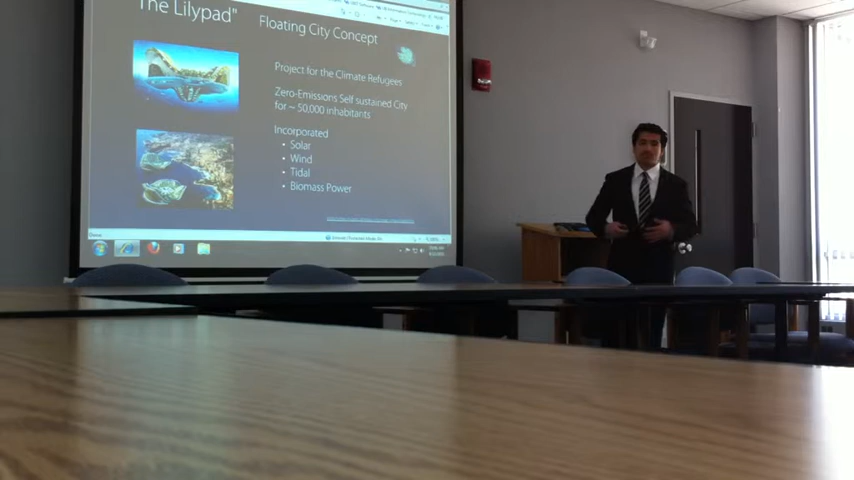 The Lilypad"
Floating City Concept
Project for the Climate Refugees
Zero-Emissions Self sustained City
for ~ 50,000 inhabitants
Incorporated
• Solar
• Wind
• Tidal
• Biomass Power